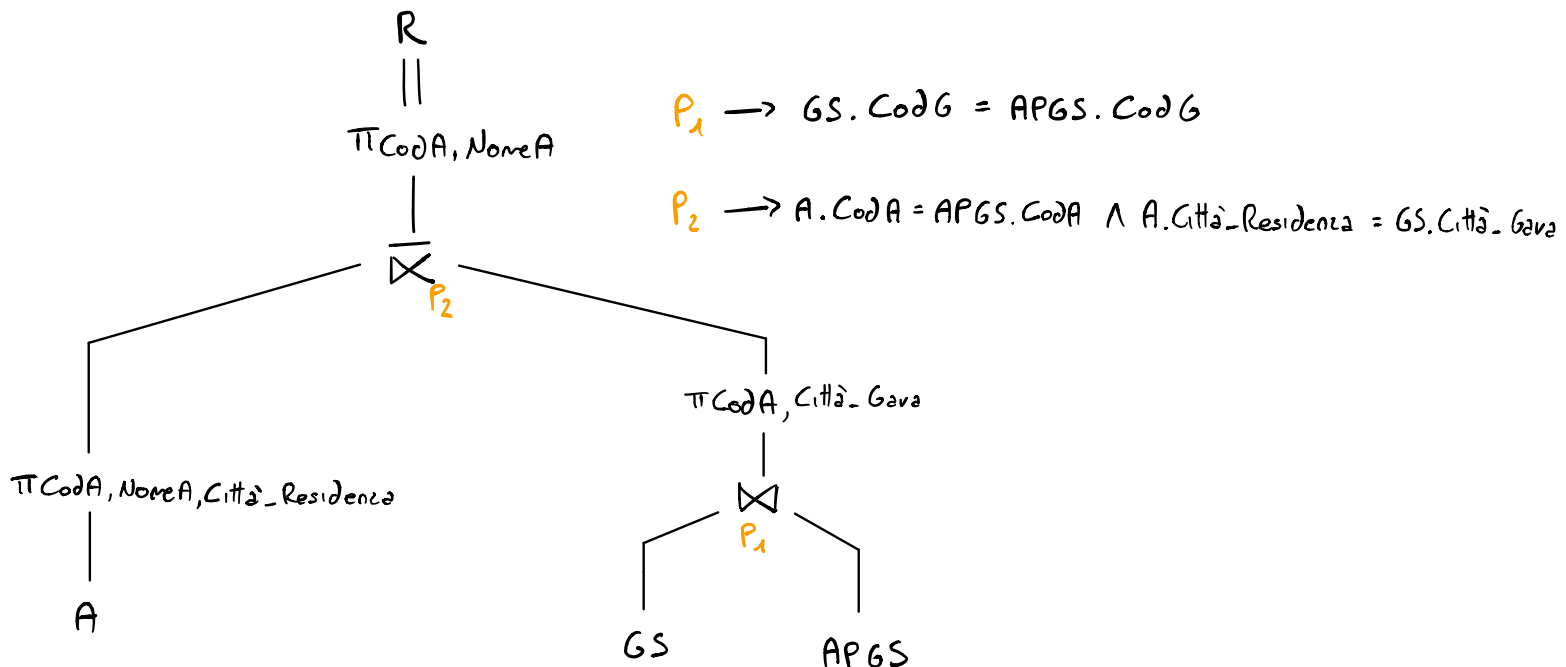 R
||
P1 → GS.CodG = APGS.CodG
πCodA, NomeA
P2 → A.CodA = APGS.CodA ∧ A.Città_Residenza = GS.Città_Gara
P2
πCodA, Città_Gara
πCodA, NomeA, Città_Residenza
⋈
P1
A
GS APGS